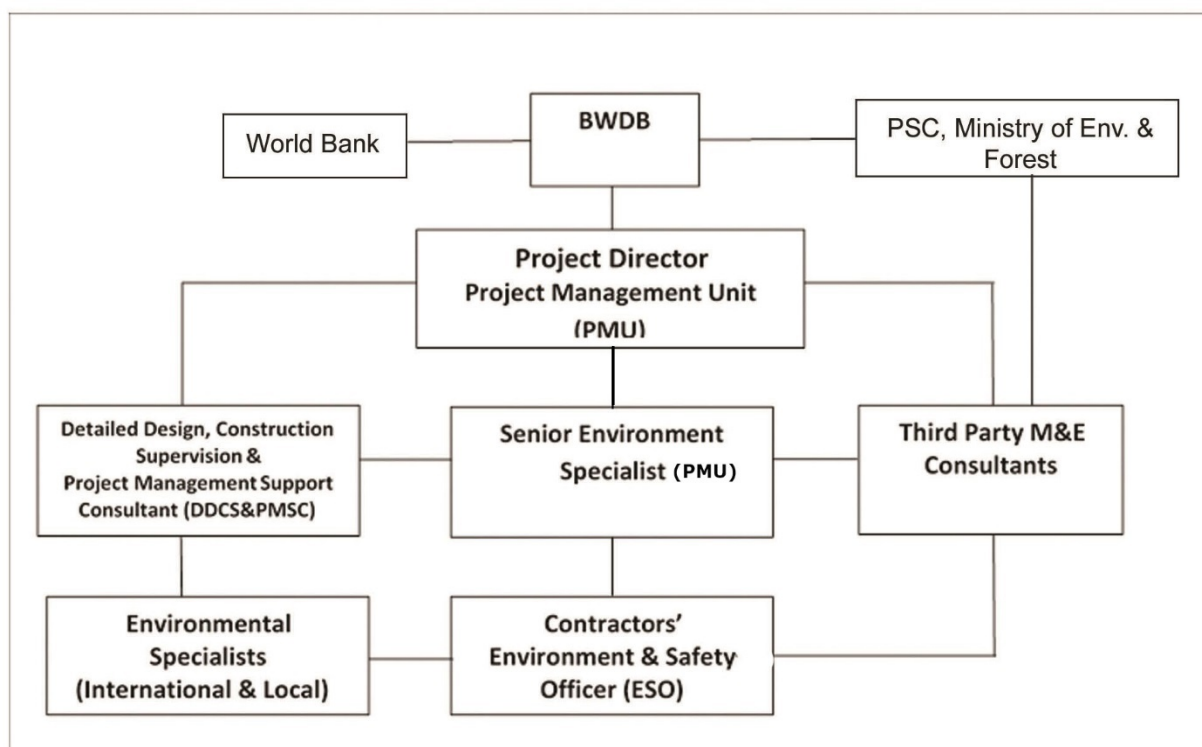 BWDB
World Bank
PSC, Ministry of Env. &
Forest
Project Director
Project Management Unit
(PMU)
Detailed Design, Construction
Supervision &
Project Management Support
Consultant (DDCS&PMSC)
Senior Environment
Specialist (PMU)
Third Party M&E
Consultants
Environmental
Specialists
(International & Local)
Contractors’
Environment & Safety
Officer (ESO)